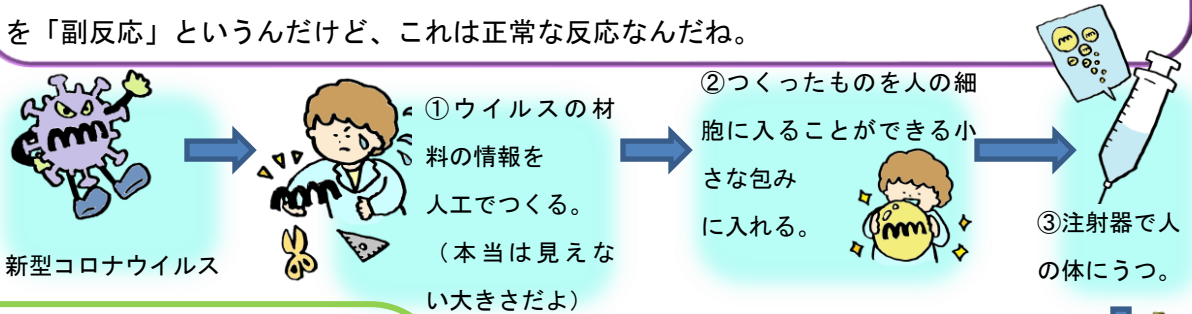 を「副反応」というんだけど、これは正常な反応なんだね。
新型コロナウイルス
①ウイルスの材
料の情報を
人工でつくる。
（本当は見えな
い大きさだよ）
②つくったものを人の細
胞に入ることができる小
さな包み
に入れる。
③注射器で人
の体にうつ。